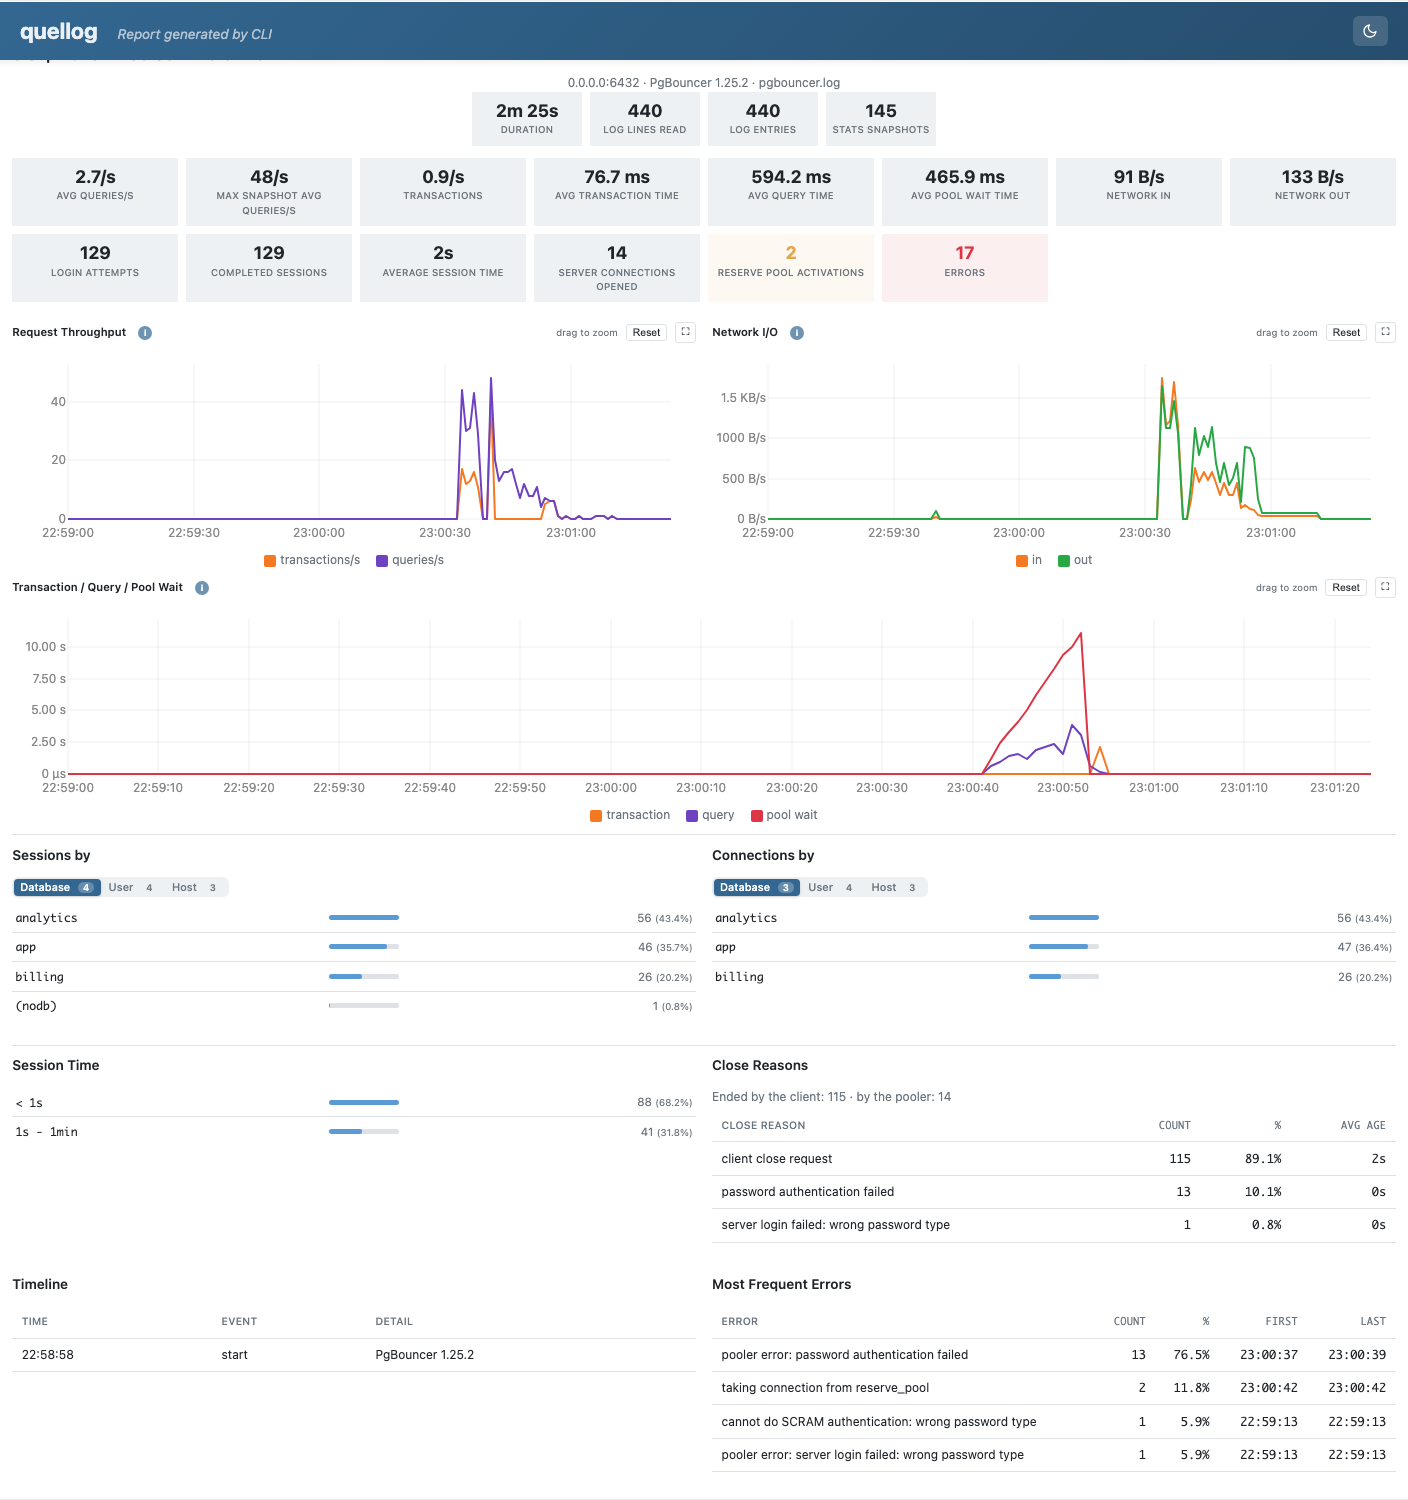 quellog Report generated by CLI
0.0.0.0:6432 · PgBouncer 1.25.2 · pgbouncer.log
2m 25s 440 440 145
DURATION LOG LINES READ LOG ENTRIES STATS SNAPSHOTS
2.7/s 48/s 0.9/s 76.7 ms 594.2 ms 465.9 ms 91 B/s 133 B/s
AVG QUERIES/S MAX SNAPSHOT AVG TRANSACTIONS AVG TRANSACTION TIME AVG QUERY TIME AVG POOL WAIT TIME NETWORK IN NETWORK OUT
QUERIES/S
129 129 2s 14 2 17
LOGIN ATTEMPTS COMPLETED SESSIONS AVERAGE SESSION TIME SERVER CONNECTIONS RESERVE POOL ACTIVATIONS ERRORS
OPENED
Request Throughput i drag to zoom Reset
40
20
0
22:59:00 22:59:30 23:00:00 23:00:30 23:01:00
transactions/s queries/s
Network I/O i drag to zoom Reset
1.5 KB/s
1000 B/s
500 B/s
0 B/s
22:59:00 22:59:30 23:00:00 23:00:30 23:01:00
in out
Transaction / Query / Pool Wait i drag to zoom Reset
10.00 s
7.50 s
5.00 s
2.50 s
0 µs
22:59:00 22:59:10 22:59:20 22:59:30 22:59:40 22:59:50 23:00:00 23:00:10 23:00:20 23:00:30 23:00:40 23:00:50 23:01:00 23:01:10 23:01:20
transaction query pool wait
Sessions by
Database 4 User 4 Host 3
analytics 56 (43.4%)
app 46 (35.7%)
billing 26 (20.2%)
(nodb) 1 (0.8%)
Connections by
Database 3 User 4 Host 3
analytics 56 (43.4%)
app 47 (36.4%)
billing 26 (20.2%)
Session Time
< 1s 88 (68.2%)
1s - 1min 41 (31.8%)
Close Reasons
Ended by the client: 115 · by the pooler: 14
CLOSE REASON COUNT % AVG AGE
client close request 115 89.1% 2s
password authentication failed 13 10.1% 0s
server login failed: wrong password type 1 0.8% 0s
Timeline
TIME EVENT DETAIL
22:58:58 start PgBouncer 1.25.2
Most Frequent Errors
ERROR COUNT % FIRST LAST
pooler error: password authentication failed 13 76.5% 23:00:37 23:00:39
taking connection from reserve_pool 2 11.8% 23:00:42 23:00:42
cannot do SCRAM authentication: wrong password type 1 5.9% 22:59:13 22:59:13
pooler error: server login failed: wrong password type 1 5.9% 22:59:13 22:59:13